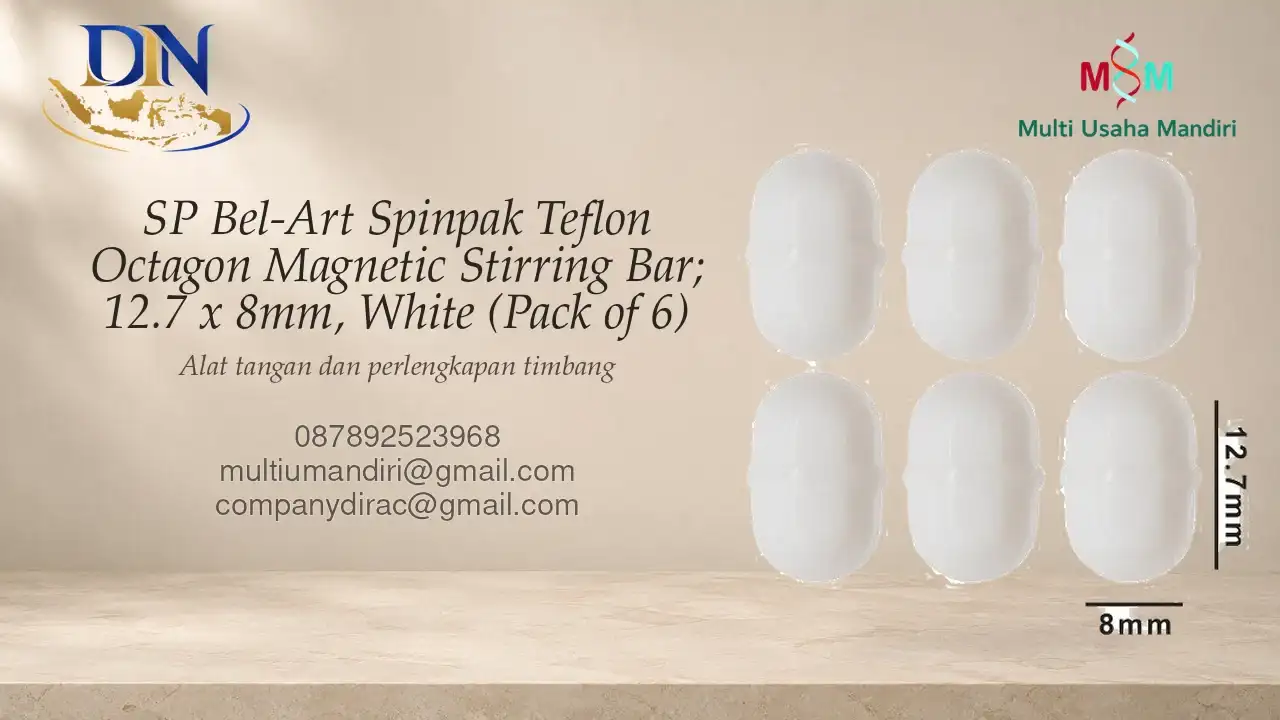 DIN
M M
Multi Usaha Mandiri
SP Bel-Art Spinpak Teflon
Octagon Magnetic Stirring Bar;
12.7 x 8mm, White (Pack of 6)
Alat tangan dan perlengkapan timbang
087892523968
multiumandiri@gmail.com
companydirac@gmail.com
12.7mm
8mm